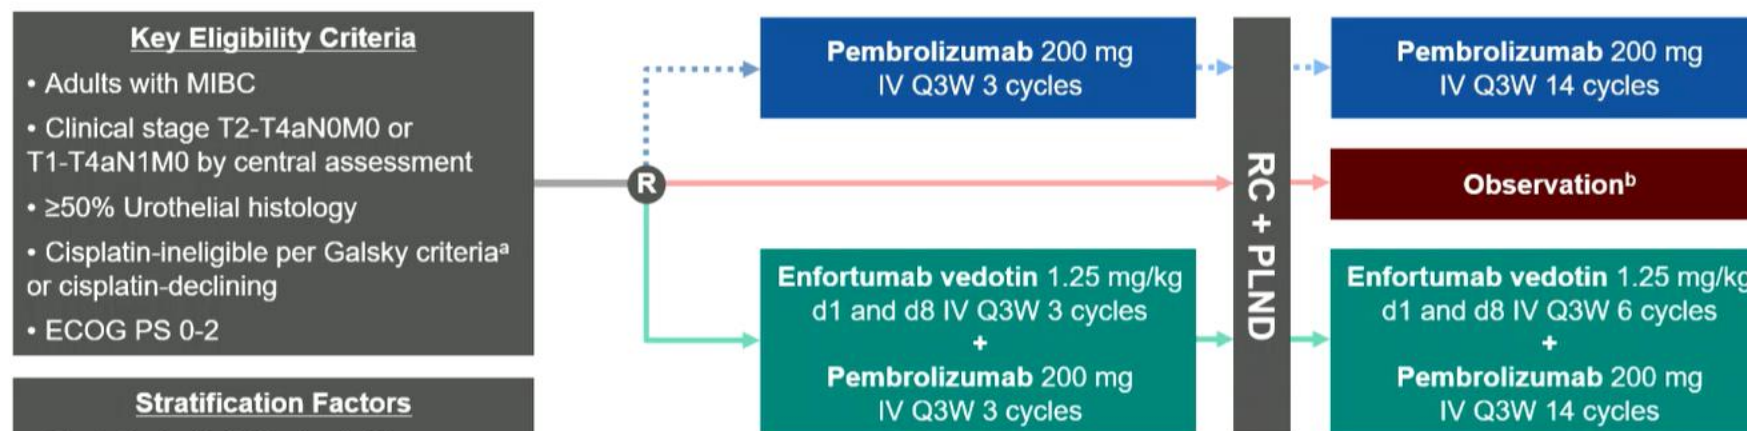 Key Eligibility Criteria
• Adults with MIBC
• Clinical stage T2-T4aN0M0 or
T1-T4aN1M0 by central assessment
• ≥50% Urothelial histology
• Cisplatin-ineligible per Galsky criteriaᵃ
or cisplatin-declining
• ECOG PS 0-2
Stratification Factors
R
Pembrolizumab 200 mg
IV Q3W 3 cycles
Enfortumab vedotin 1.25 mg/kg
d1 and d8 IV Q3W 3 cycles
+
Pembrolizumab 200 mg
IV Q3W 3 cycles
RC + PLND
Pembrolizumab 200 mg
IV Q3W 14 cycles
Observationᵇ
Enfortumab vedotin 1.25 mg/kg
d1 and d8 IV Q3W 6 cycles
+
Pembrolizumab 200 mg
IV Q3W 14 cycles